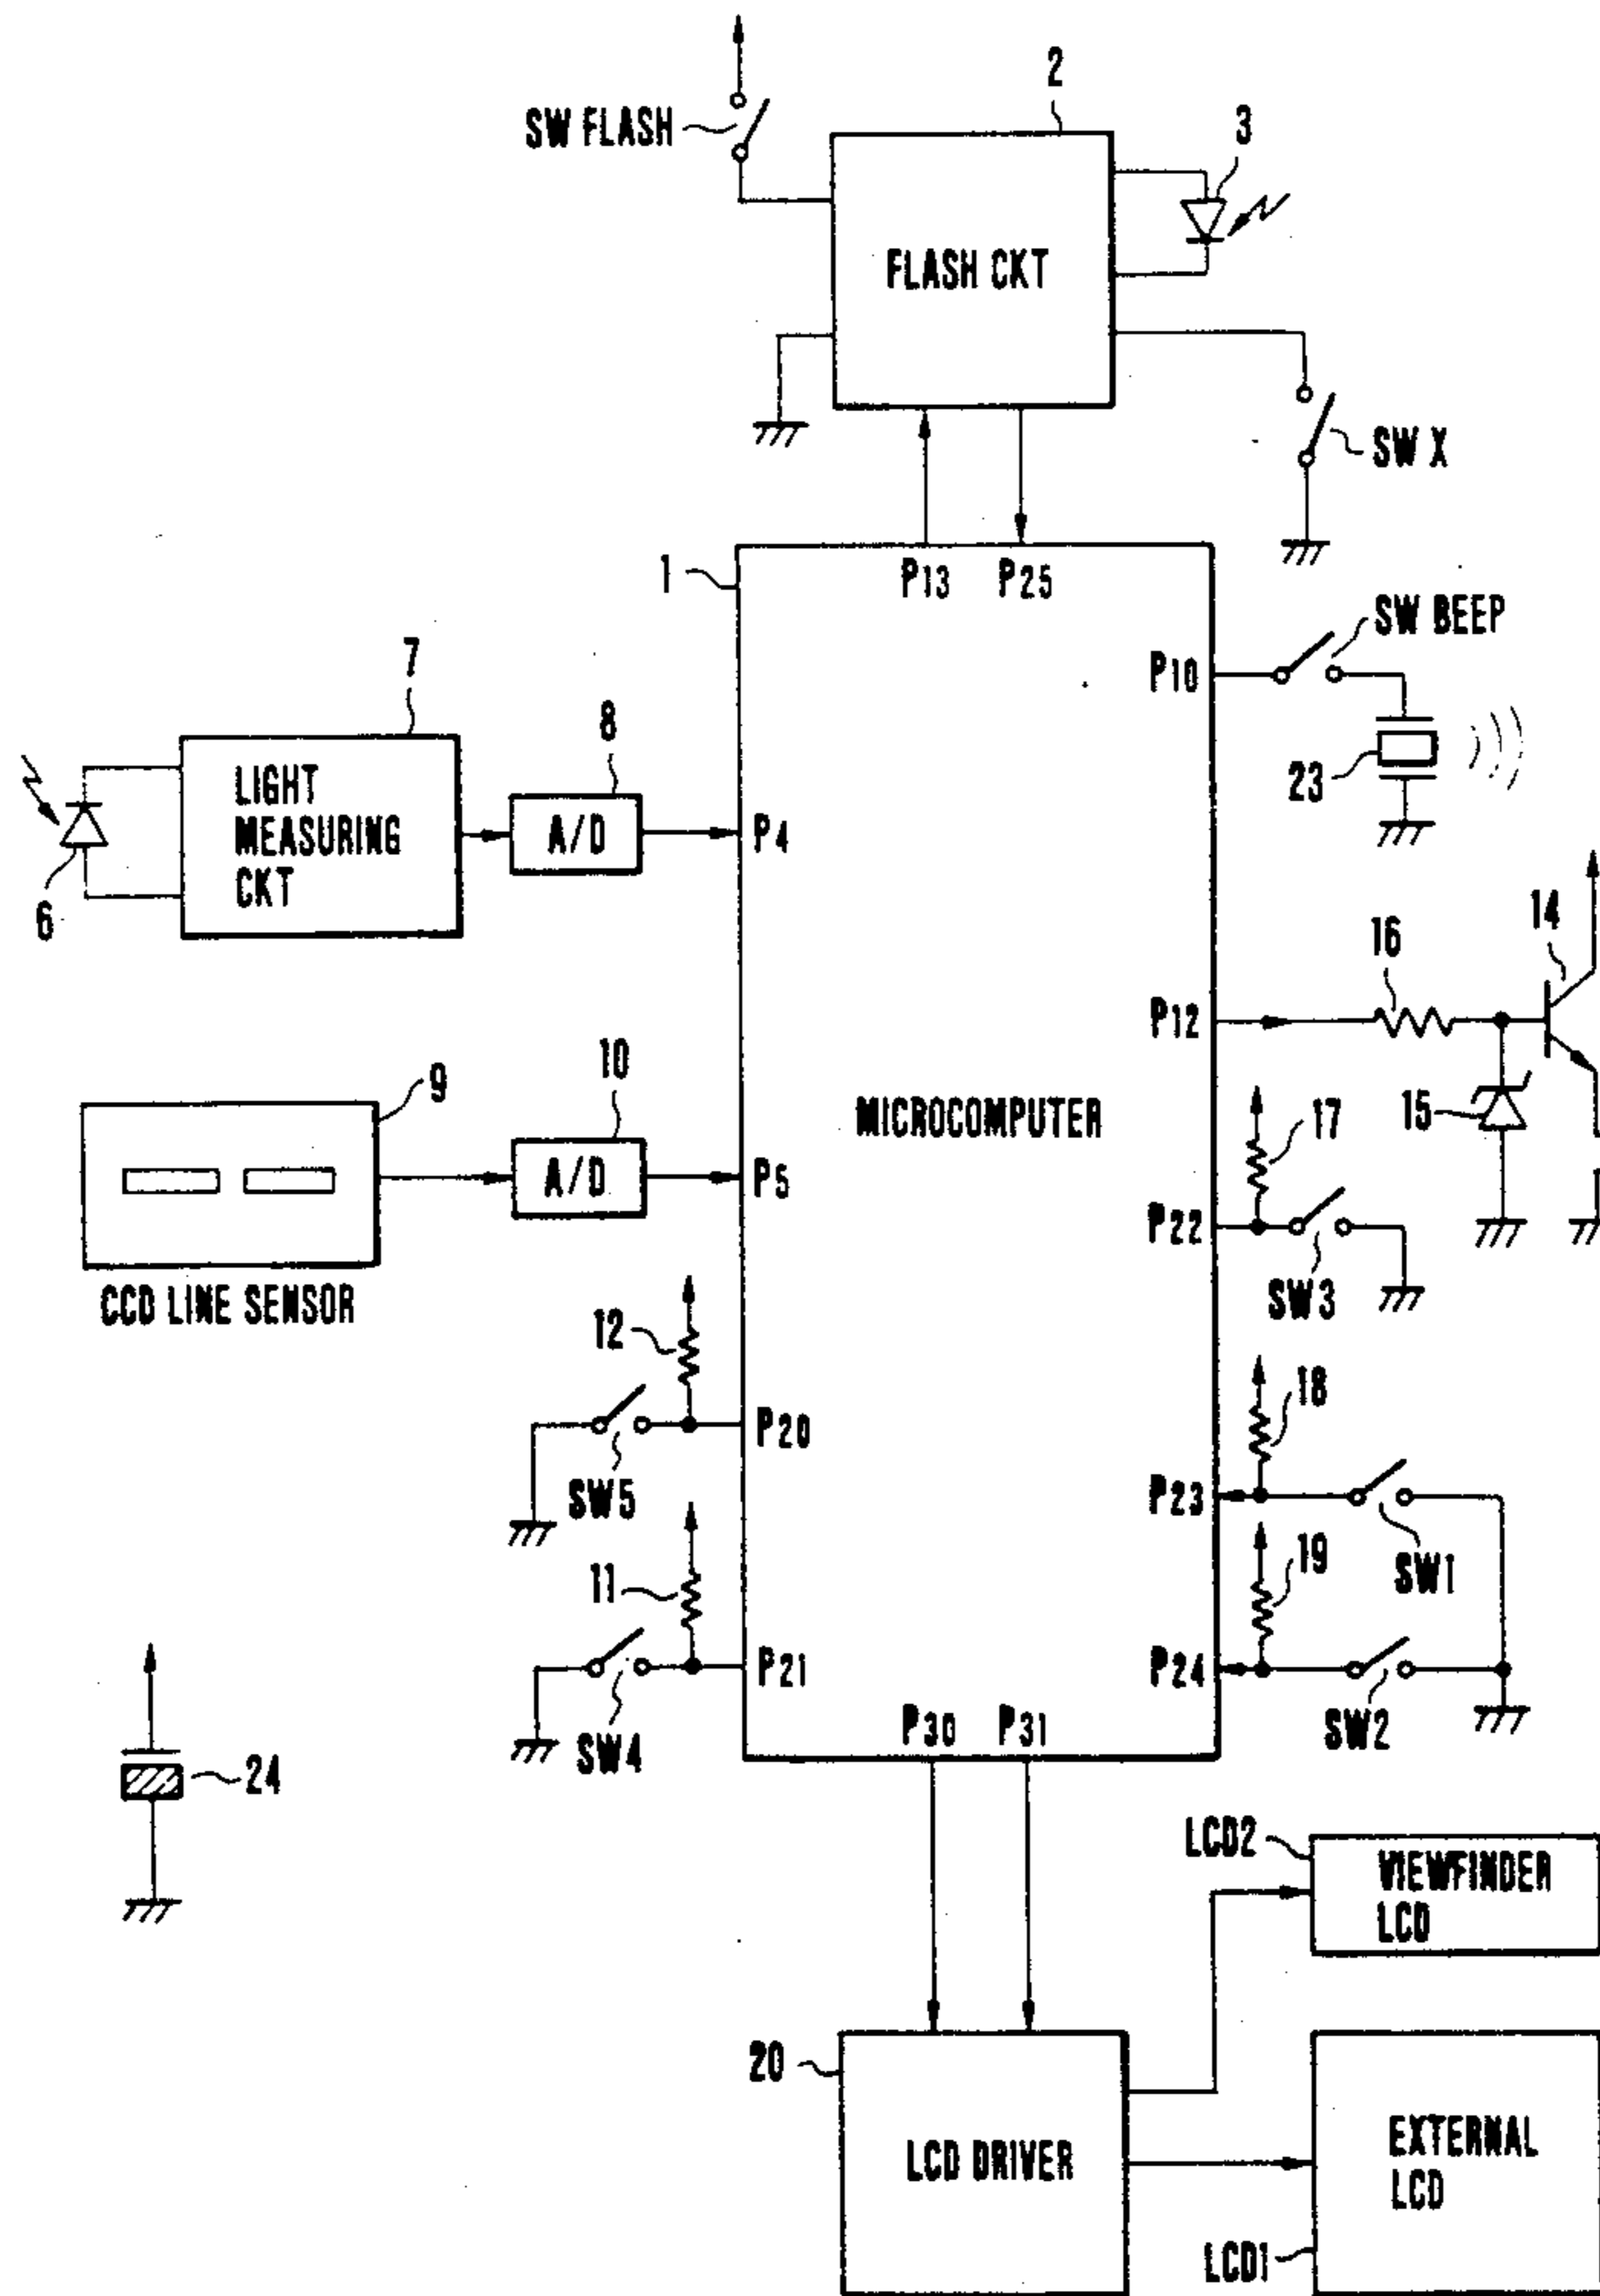 2
SW FLASH
3
FLASH CKT
SW X
1
P13
P25
SW BEEP
P10
7
23
8
LIGHT
MEASURING
CKT
A/D
P4
6
14
16
P12
10
9
15
MICROCOMPUTER
17
A/D
P5
P22
CCD LINE SENSOR
SW3
12
18
P20
SW5
P23
19
11
SW1
P21
P24
SW4
P30
P31
SW2
24
LCD2
VIEWFINDER
LCD
20
LCD DRIVER
EXTERNAL
LCD
LCD1